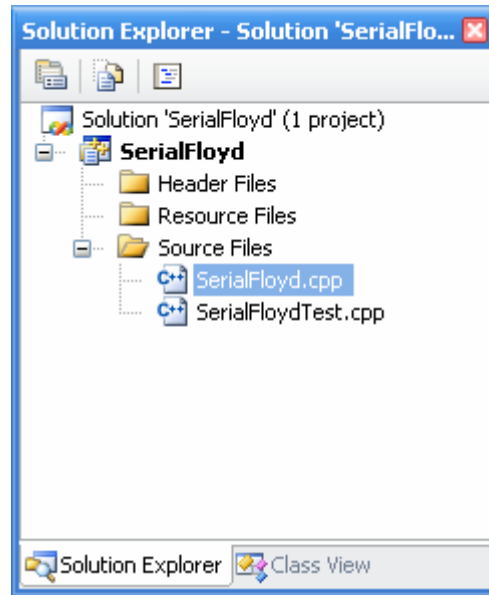 Solution Explorer - Solution 'SerialFlo...
Solution 'SerialFloyd' (1 project)
SerialFloyd
Header Files
Resource Files
Source Files
C++ SerialFloyd.cpp
C++ SerialFloydTest.cpp
Solution Explorer Class View